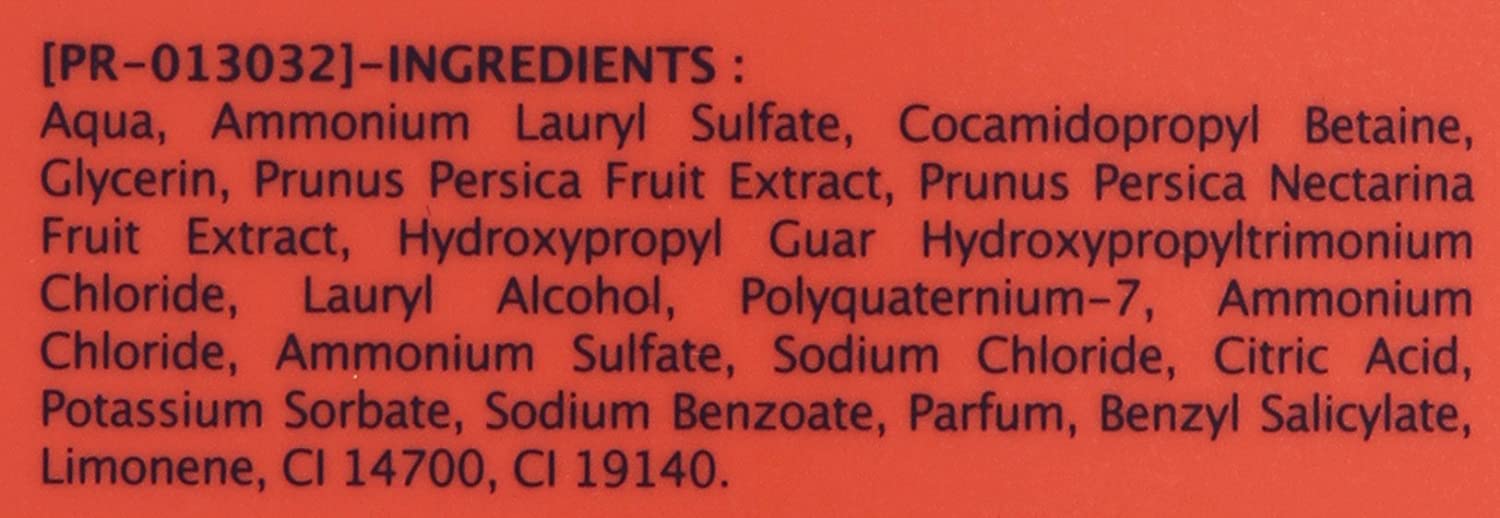 [PR-013032]-INGREDIENTS :
Aqua, Ammonium Lauryl Sulfate, Cocamidopropyl Betaine,
Glycerin, Prunus Persica Fruit Extract, Prunus Persica Nectarina
Fruit Extract, Hydroxypropyl Guar Hydroxypropyltrimonium
Chloride, Lauryl Alcohol, Polyquaternium-7, Ammonium
Chloride, Ammonium Sulfate, Sodium Chloride, Citric Acid,
Potassium Sorbate, Sodium Benzoate, Parfum, Benzyl Salicylate,
Limonene, CI 14700, CI 19140.